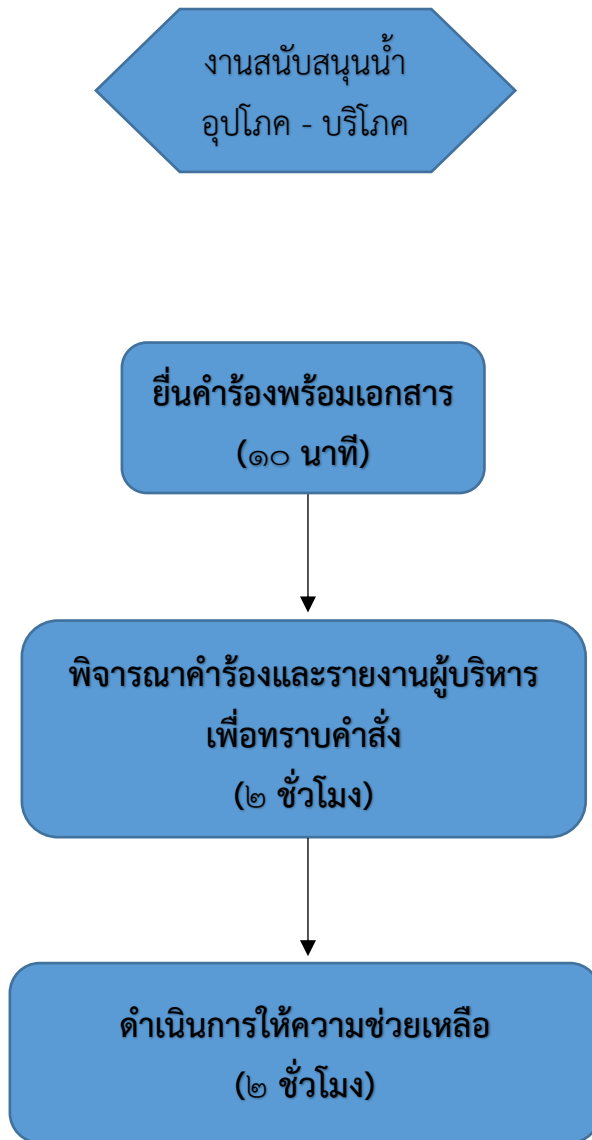 งานสนับสนุนน้ำ
อุปโภค - บริโภค
ยื่นคำร้องพร้อมเอกสาร
(๑๐ นาที)
พิจารณาคำร้องและรายงานผู้บริหาร
เพื่อทราบคำสั่ง
(๒ ชั่วโมง)
ดำเนินการให้ความช่วยเหลือ
(๒ ชั่วโมง)